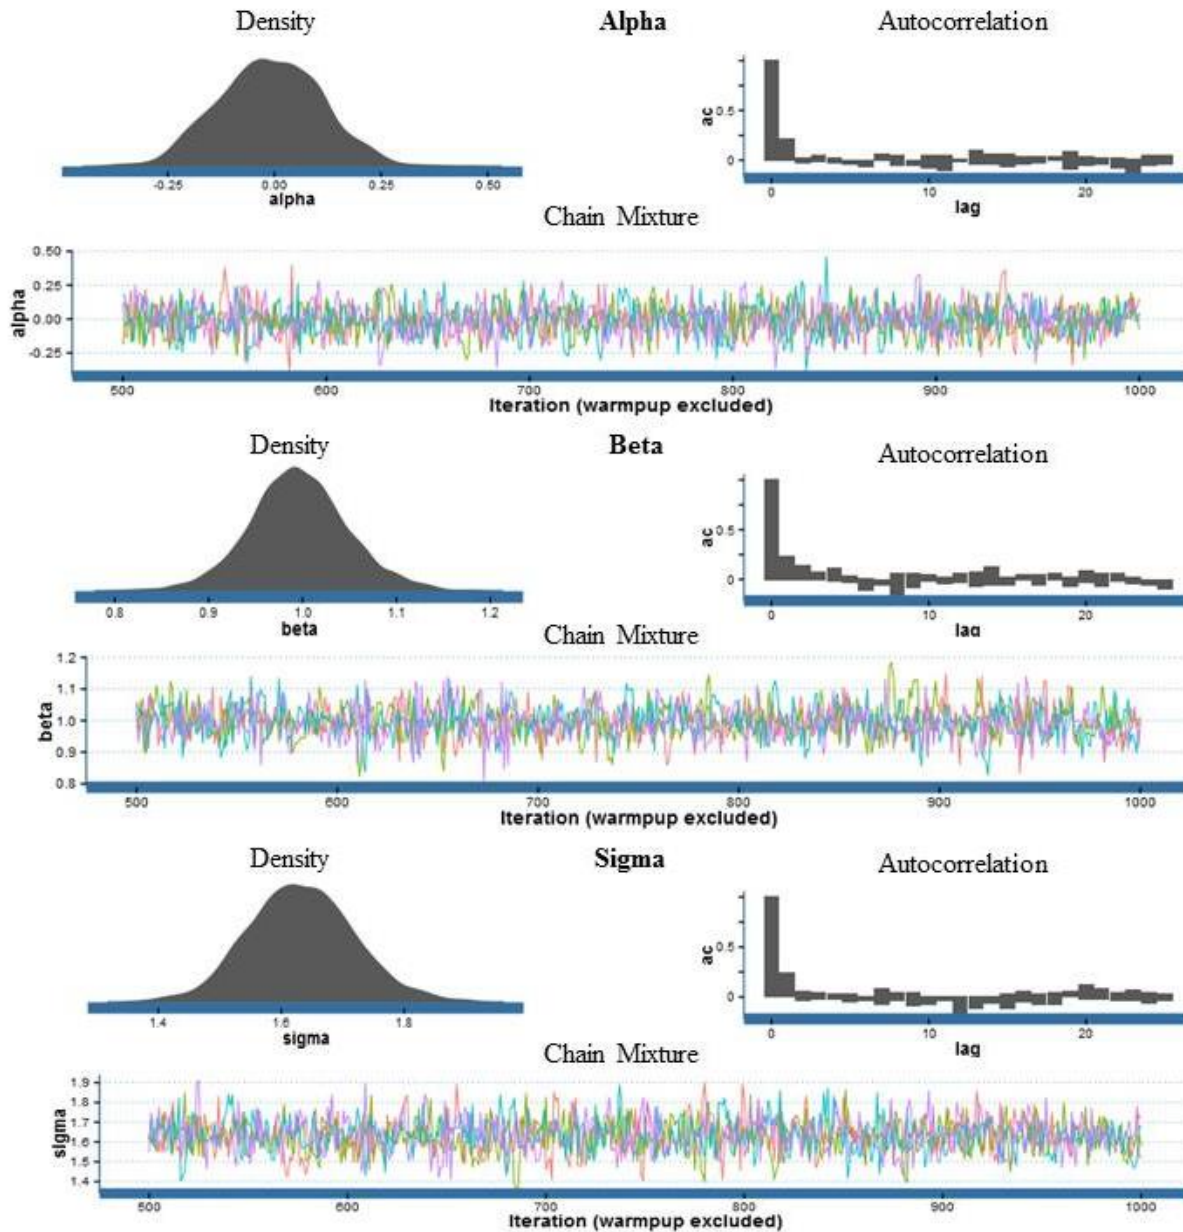 Density Alpha Autocorrelation
ac
0.5
0
-0.25 0.00 0.25 0.50
alpha
0 10 20
lag
Chain Mixture
alpha
0.50
0.25
0.00
-0.25
500 600 700 800 900 1000
Iteration (warmpup excluded)
Density Beta Autocorrelation
ac
0.5
0
0.8 0.9 1.0 1.1 1.2
beta
0 10 20
lag
Chain Mixture
beta
1.2
1.1
1.0
0.9
0.8
500 600 700 800 900 1000
Iteration (warmpup excluded)
Density Sigma Autocorrelation
ac
0.5
0
1.4 1.6 1.8
sigma
0 10 20
lag
Chain Mixture
sigma
1.9
1.8
1.7
1.6
1.5
1.4
500 600 700 800 900 1000
Iteration (warmpup excluded)